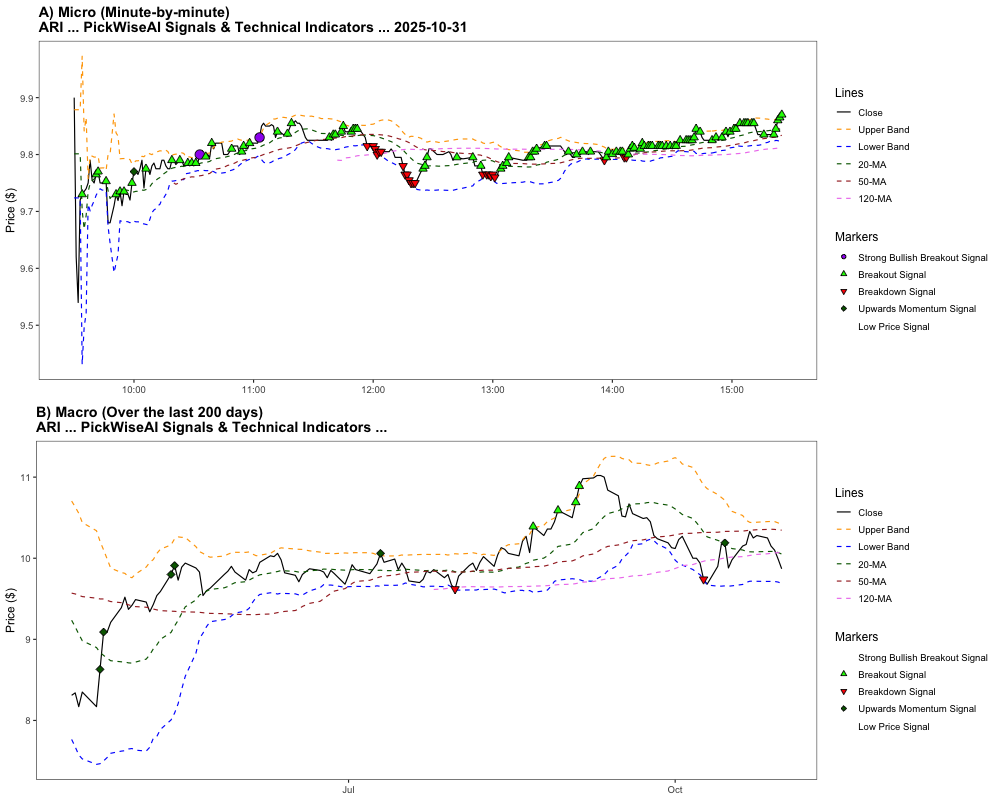 A) Micro (Minute-by-minute)
ARI ... PickWiseAI Signals & Technical Indicators ... 2025-10-31
Price ($)
9.9
9.8
9.7
9.6
9.5
10:00
11:00
12:00
13:00
14:00
15:00
Lines
Close
Upper Band
Lower Band
20-MA
50-MA
120-MA
Markers
Strong Bullish Breakout Signal
Breakout Signal
Breakdown Signal
Upwards Momentum Signal
Low Price Signal
B) Macro (Over the last 200 days)
ARI ... PickWiseAI Signals & Technical Indicators ...
Price ($)
11
10
9
8
Jul
Oct
Lines
Close
Upper Band
Lower Band
20-MA
50-MA
120-MA
Markers
Strong Bullish Breakout Signal
Breakout Signal
Breakdown Signal
Upwards Momentum Signal
Low Price Signal